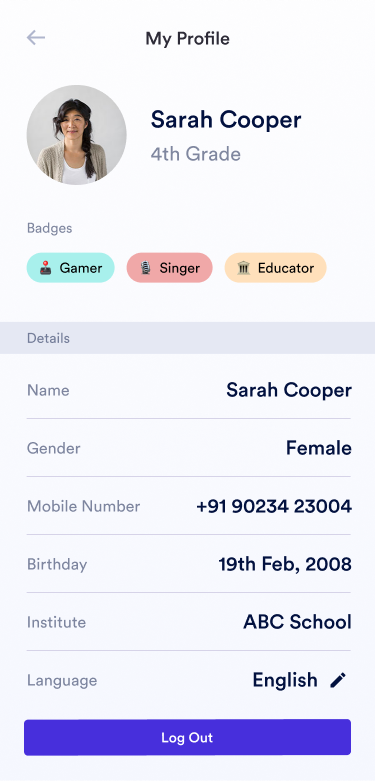 My Profile
Sarah Cooper
4th Grade
Badges
Gamer Singer Educator
Details
Name Sarah Cooper
Gender Female
Mobile Number +91 90234 23004
Birthday 19th Feb, 2008
Institute ABC School
Language English
Log Out